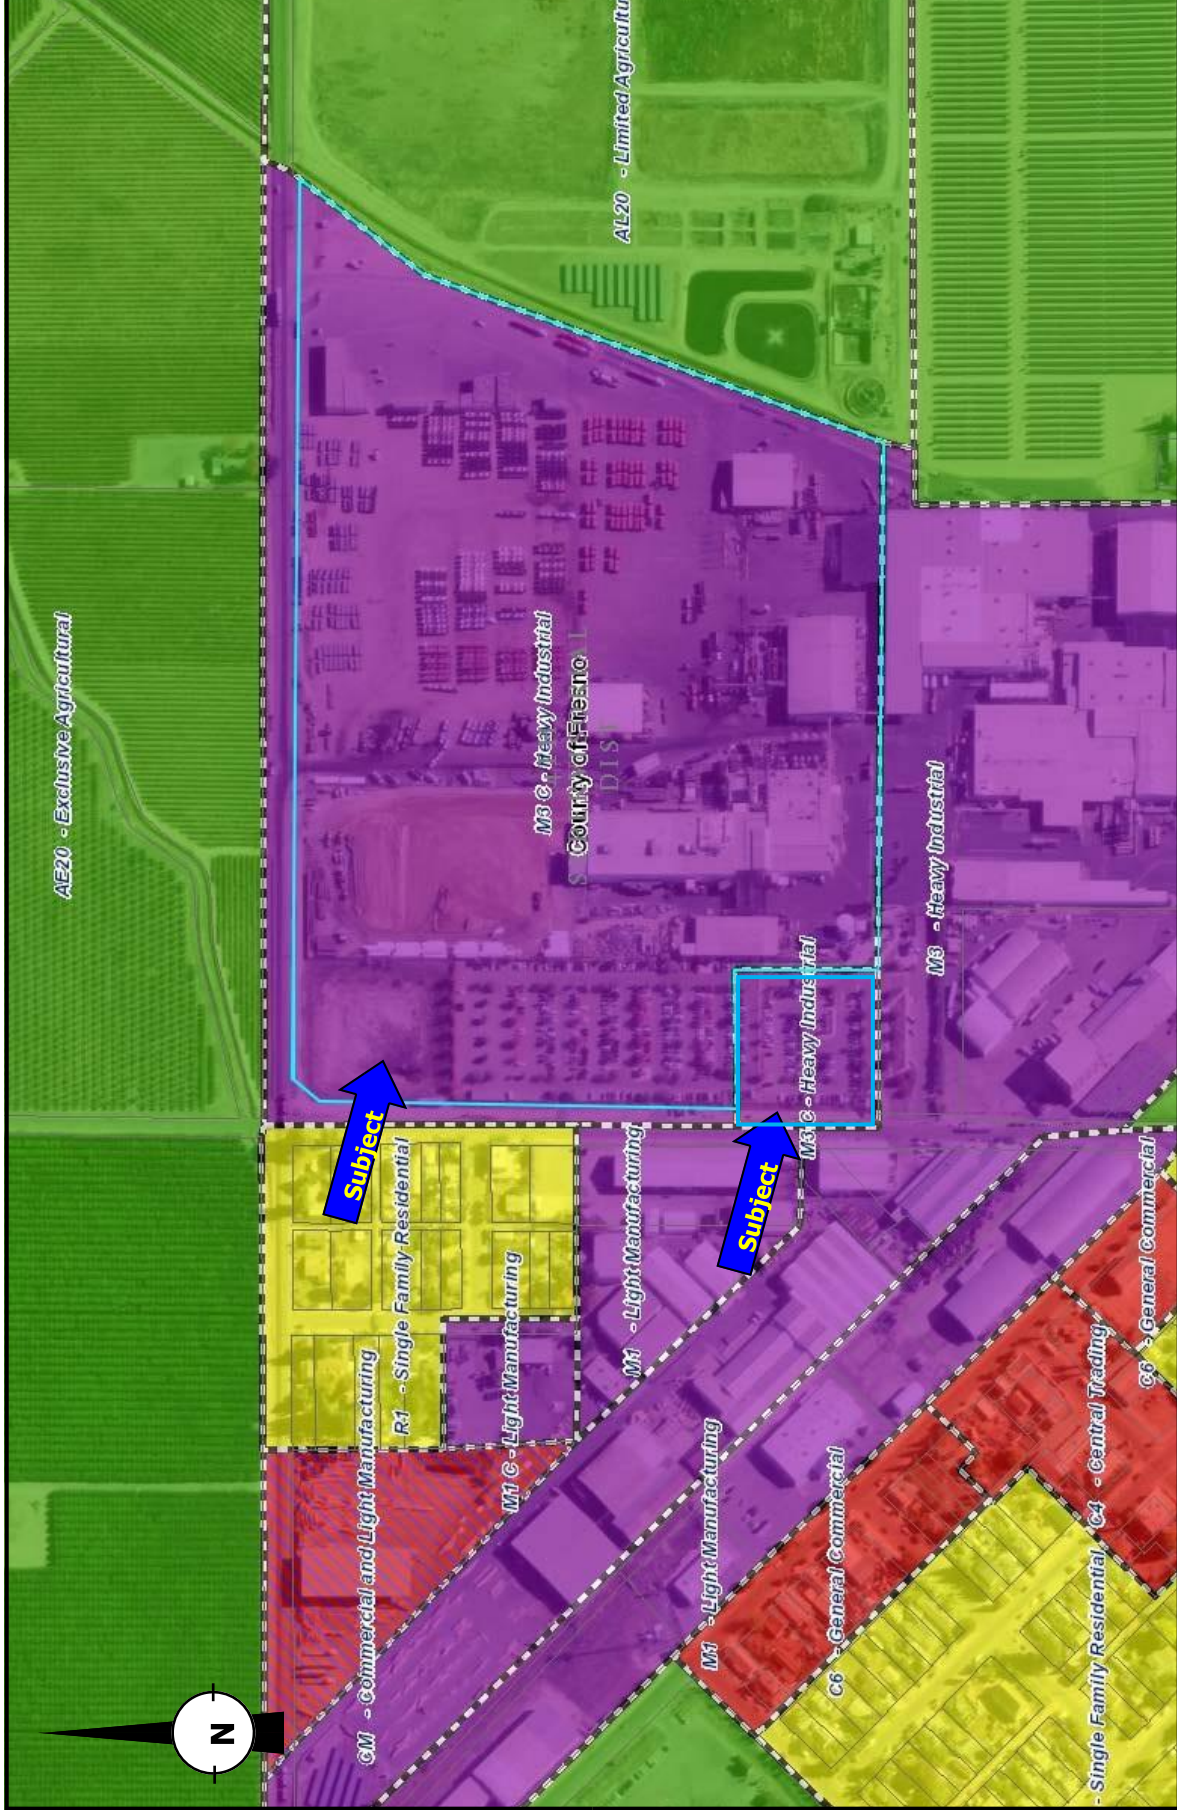 AE20 - Exclusive Agricultural
AL20 - Limited Agricultu
M3 C - Heavy Industrial
County of Fresno
DIS
M3 - Heavy Industrial
M3 C - Heavy Industrial
Subject
Subject
R1 - Single Family Residential
M1 - Light Manufacturing
M1 C - Light Manufacturing
CM - Commercial and Light Manufacturing
M1 - Light Manufacturing
C6 - General Commercial
C6 - General Commercial
C4 - Central Trading
- Single Family Residential
N